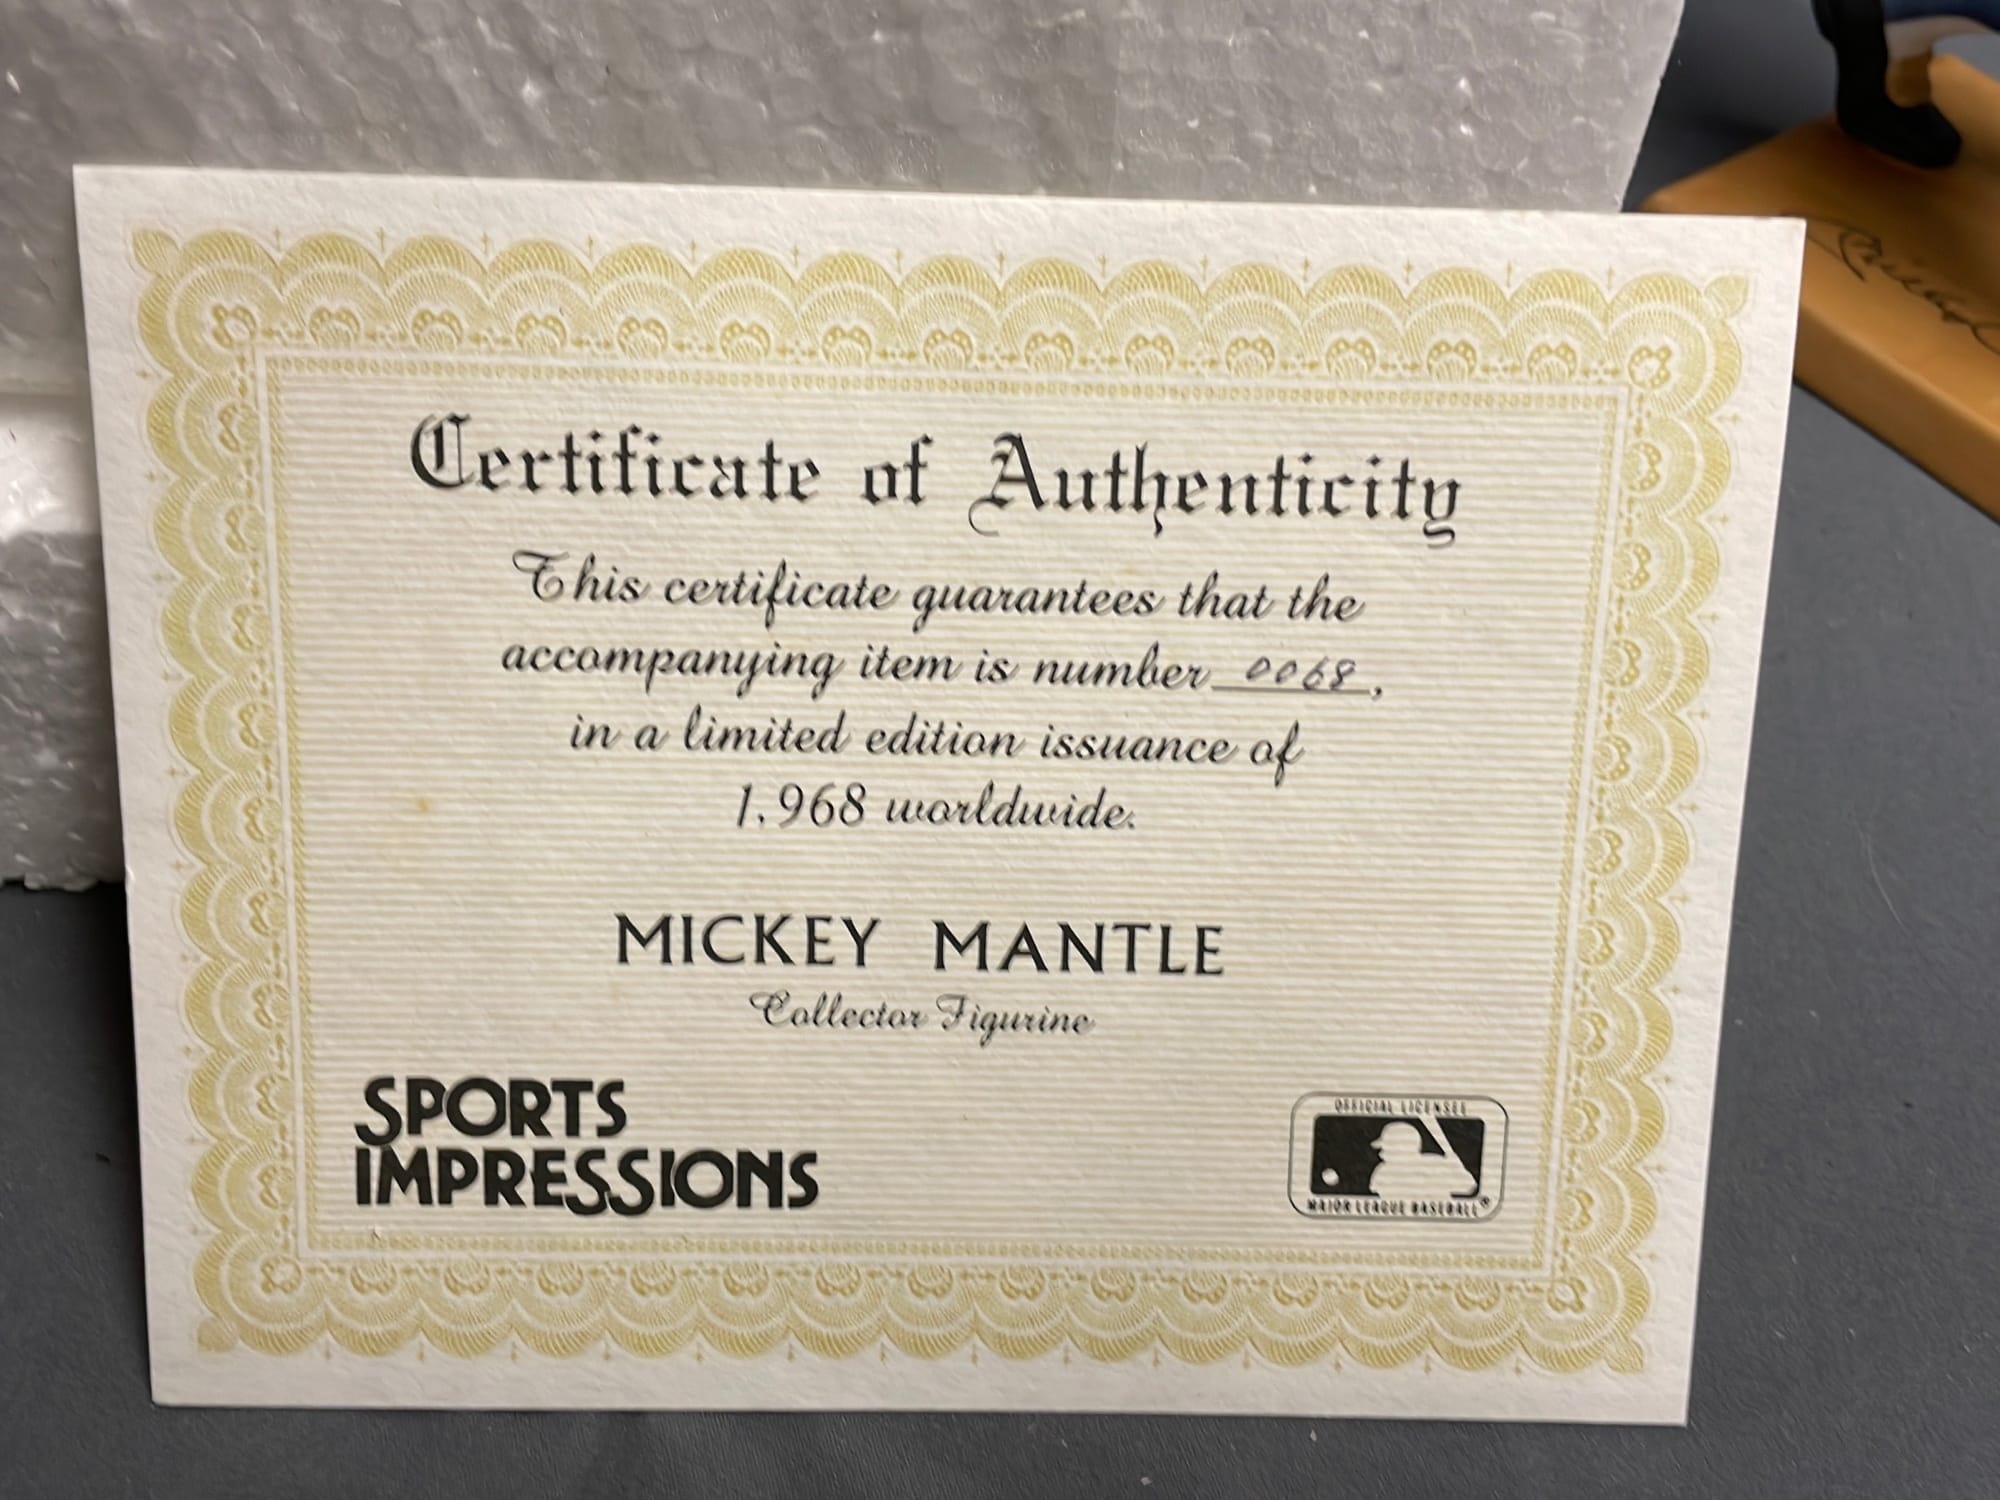 Certificate of Authenticity
This certificate guarantees that the
accompanying item is number 0068,
in a limited edition issuance of
1,968 worldwide.
MICKEY MANTLE
Collector Figurine
SPORTS
IMPRESSIONS
OFFICIAL LICENSEE
MAJOR LEAGUE BASEBALL®